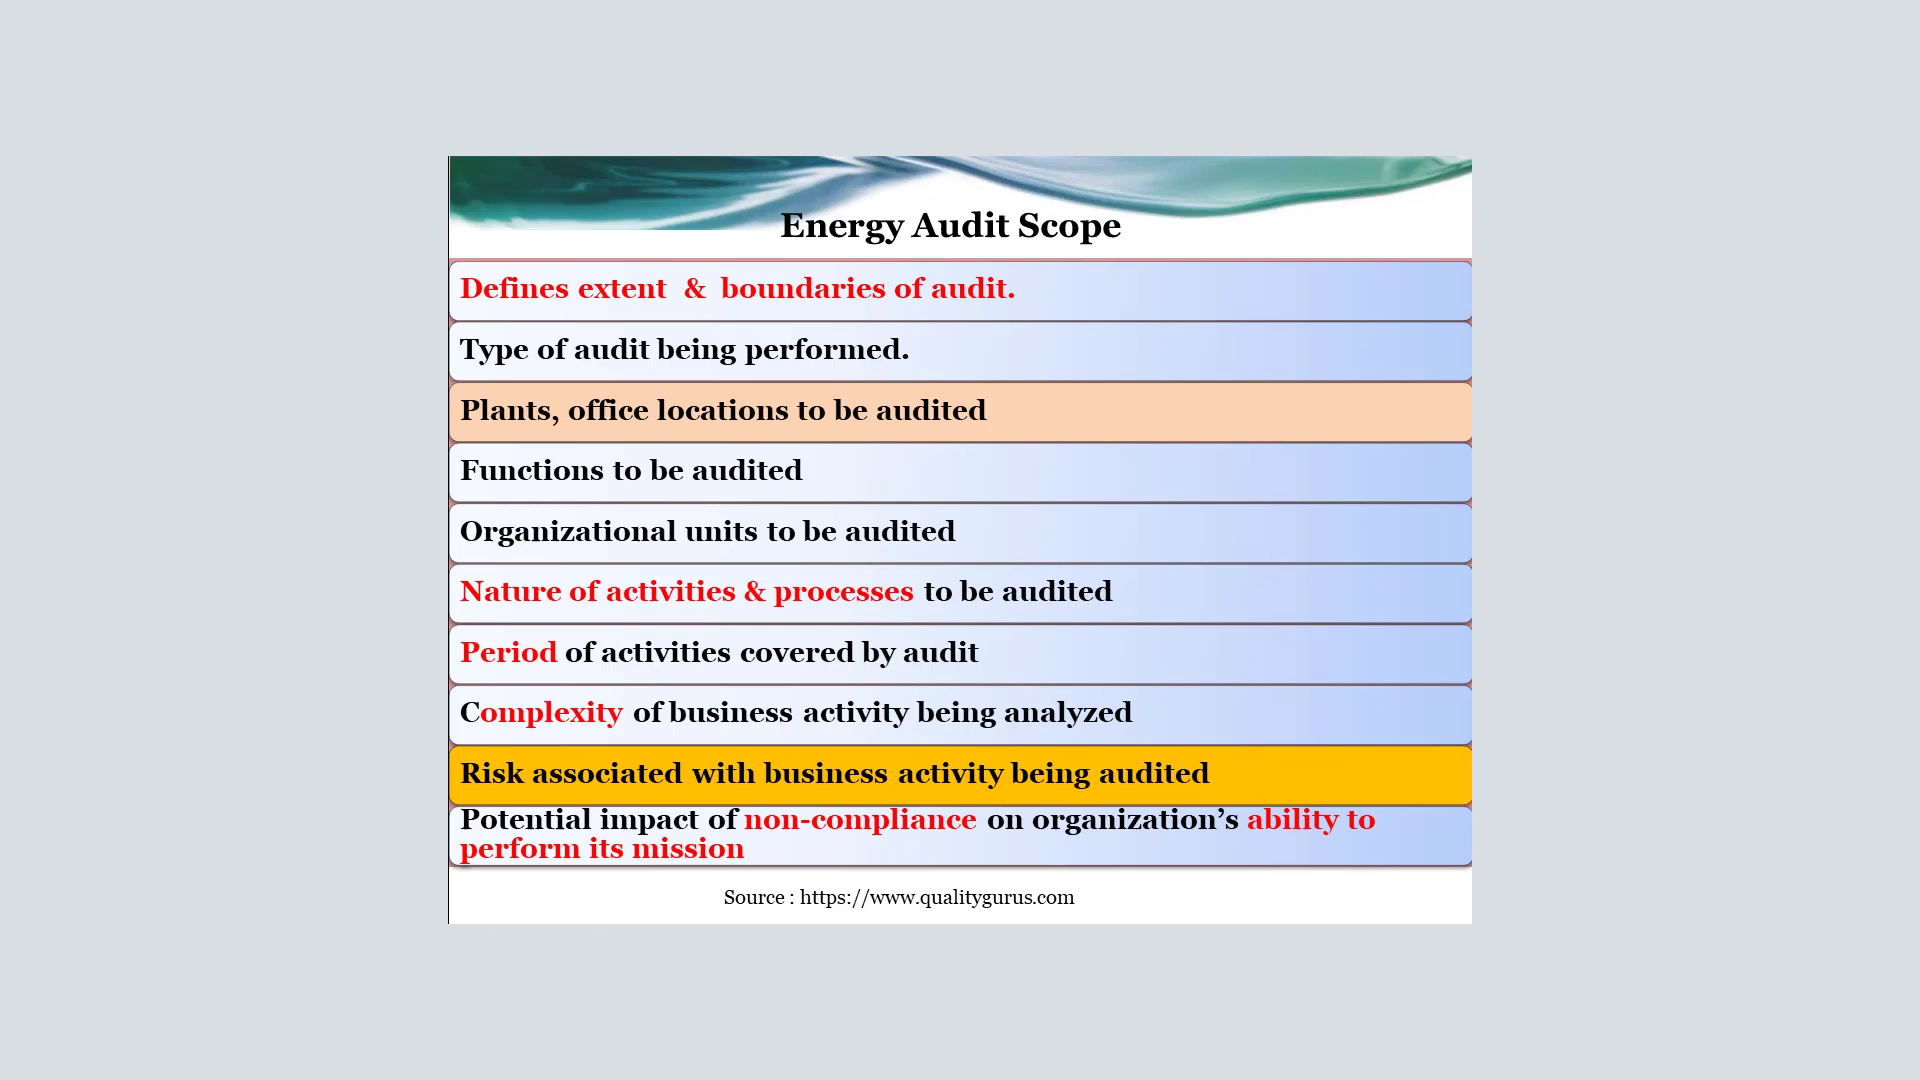 Energy Audit Scope
Defines extent & boundaries of audit.
Type of audit being performed.
Plants, office locations to be audited
Functions to be audited
Organizational units to be audited
Nature of activities & processes to be audited
Period of activities covered by audit
Complexity of business activity being analyzed
Risk associated with business activity being audited
Potential impact of non-compliance on organization’s ability to
perform its mission
Source : https://www.qualitygurus.com